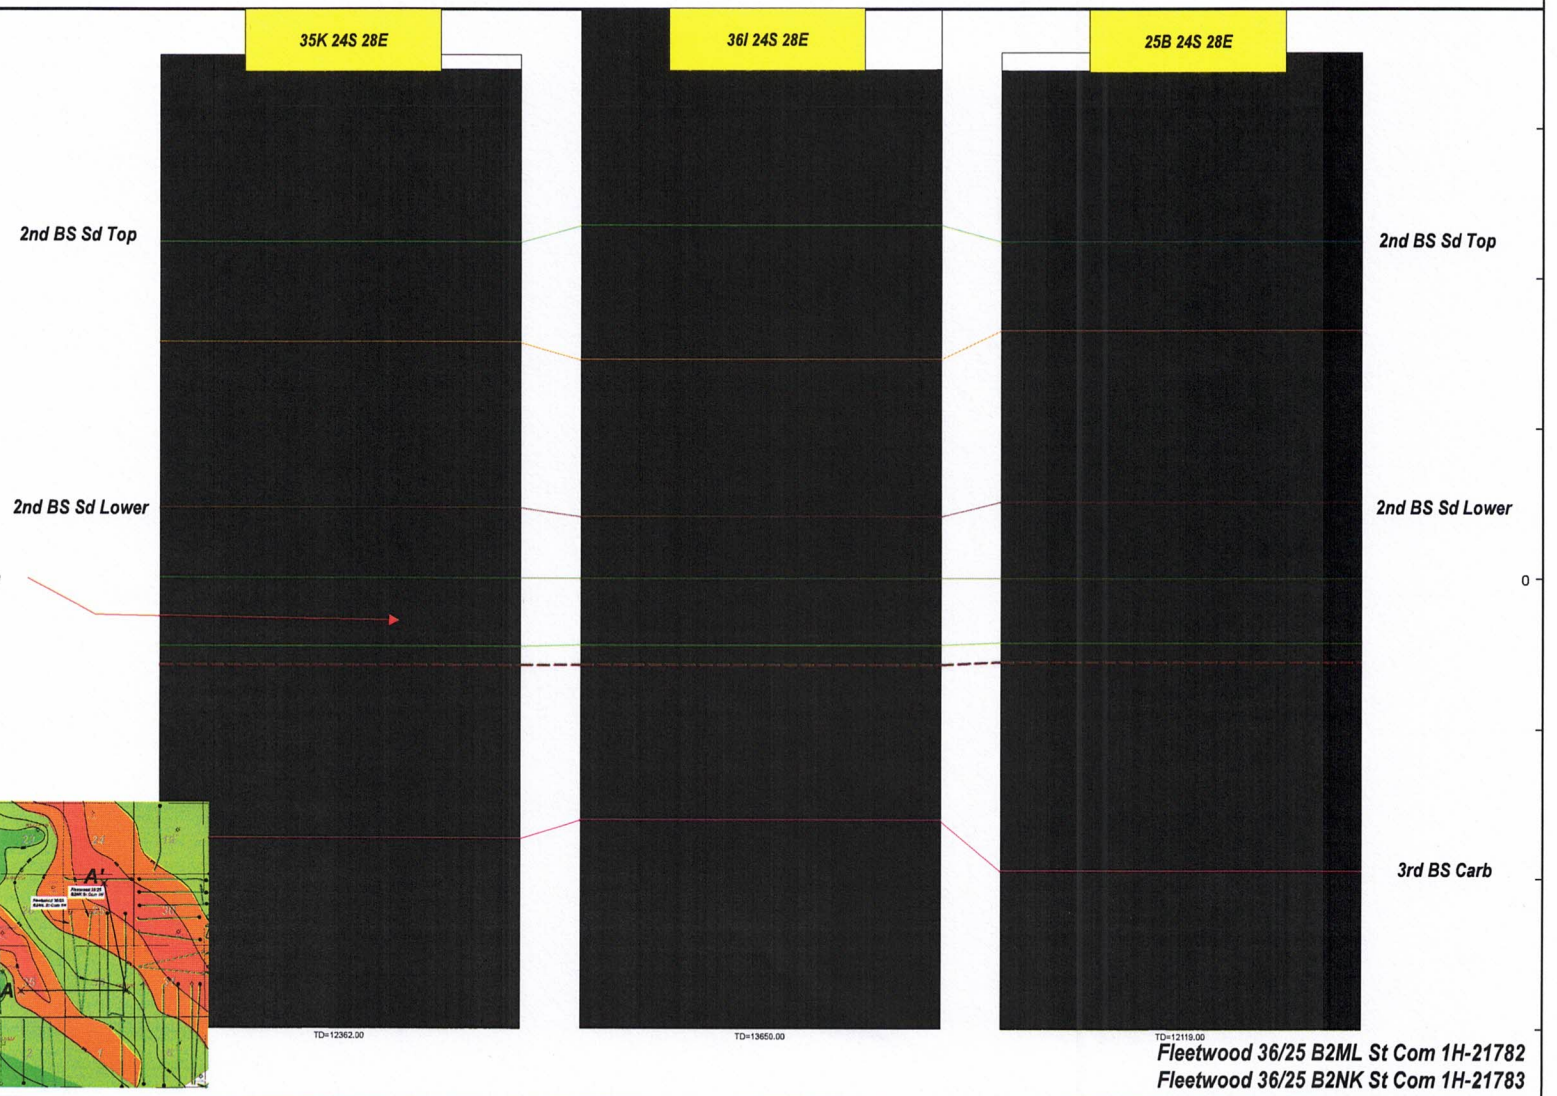 35K 24S 28E
36I 24S 28E
25B 24S 28E
2nd BS Sd Top
2nd BS Sd Top
2nd BS Sd Lower
2nd BS Sd Lower
0
A'
A
3rd BS Carb
TD=12362.00
TD=13650.00
TD=12119.00
Fleetwood 36/25 B2ML St Com 1H-21782
Fleetwood 36/25 B2NK St Com 1H-21783